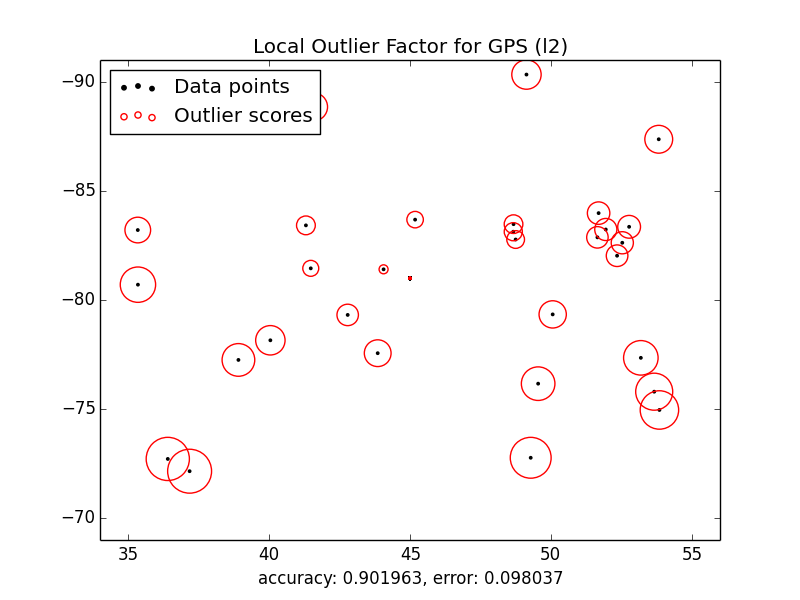 Local Outlier Factor for GPS (l2)
−90
Data points
Outlier scores
−85
−80
−75
−70
35 40 45 50 55
accuracy: 0.901963, error: 0.098037